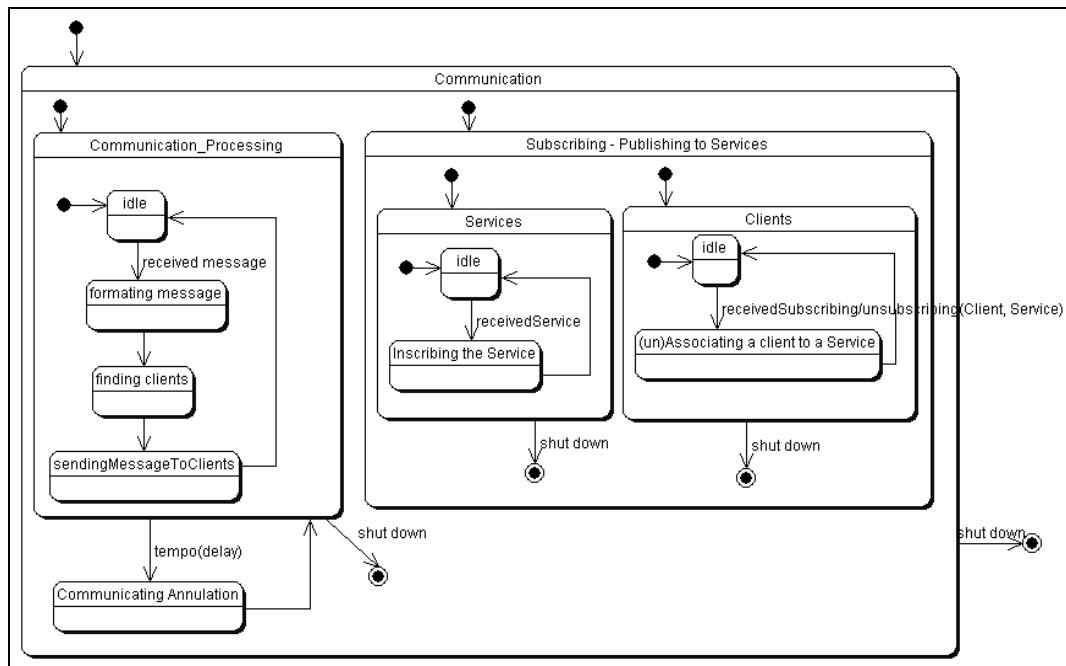 Communication
Communication_Processing
idle
received message
formating message
finding clients
sendingMessageToClients
tempo(delay)
shut down
Communicating Annulation
Subscribing - Publishing to Services
Services
idle
receivedService
Inscribing the Service
shut down
Clients
idle
receivedSubscribing/unsubscribing(Client, Service)
(un)Associating a client to a Service
shut down
shut down